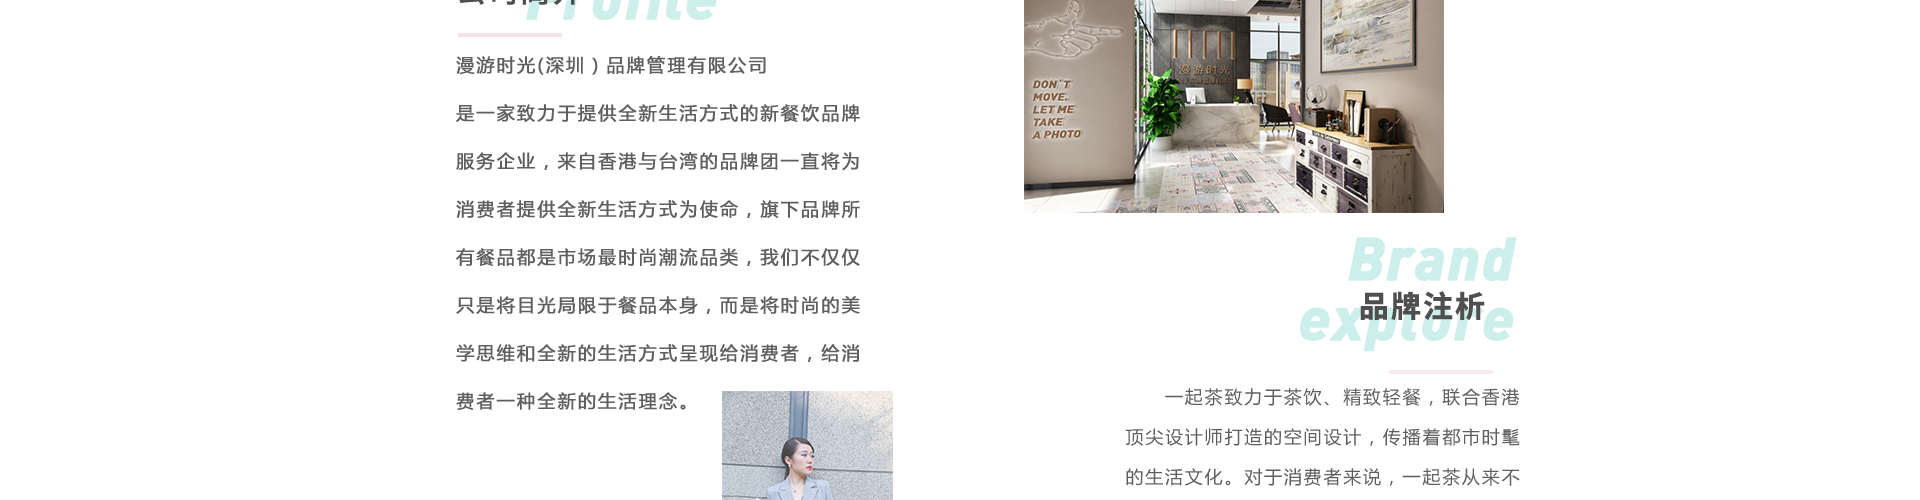 Profile
漫游时光(深圳)品牌管理有限公司
是一家致力于提供全新生活方式的新餐饮品牌
服务企业，来自香港与台湾的品牌团一直将为
消费者提供全新生活方式为使命，旗下品牌所
有餐品都是市场最时尚潮流品类，我们不仅仅
只是将目光局限于餐品本身，而是将时尚的美
学思维和全新的生活方式呈现给消费者，给消
费者一种全新的生活理念。
漫游时光
DON'T
MOVE.
LET ME
TAKE
A PHOTO
Brand
品牌注析
explore
一起茶致力于茶饮、精致轻餐，联合香港
顶尖设计师打造的空间设计，传播着都市时髦
的生活文化。对于消费者来说，一起茶从来不